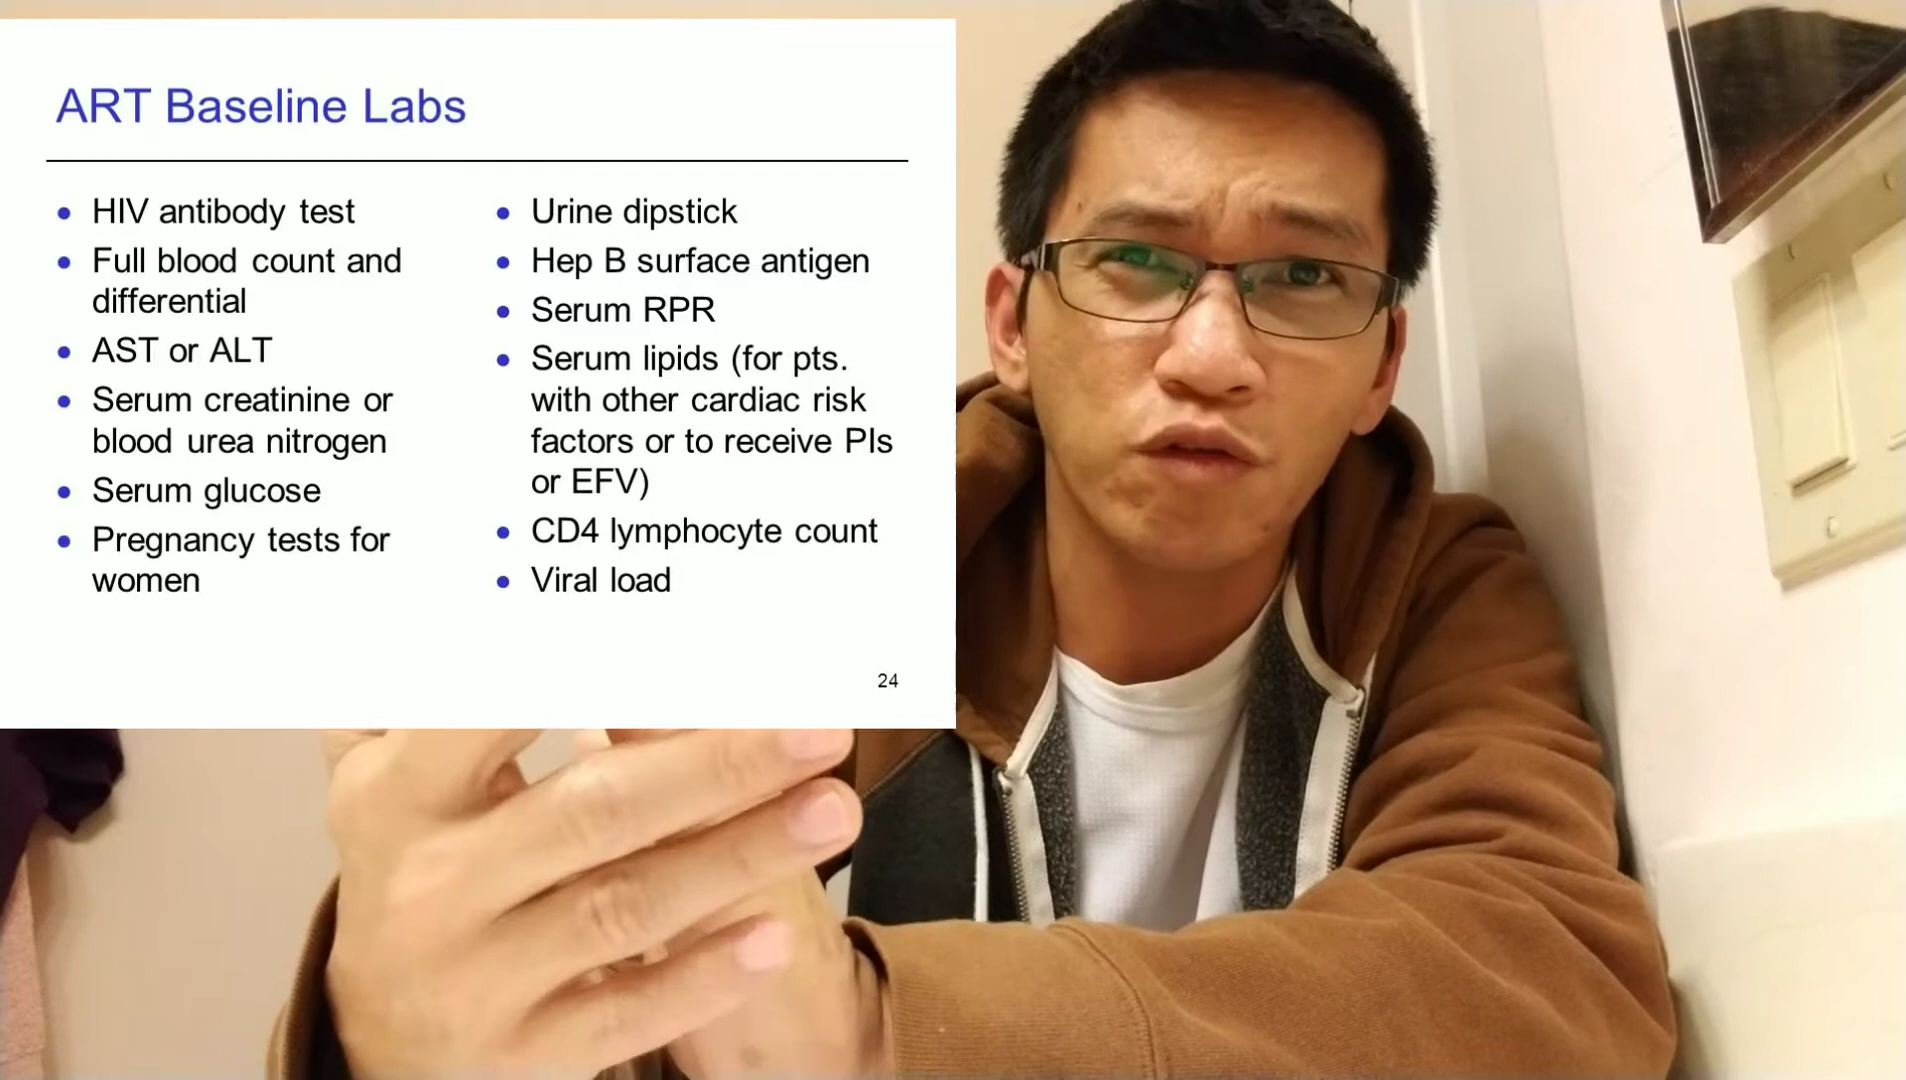 ART Baseline Labs
HIV antibody test
Full blood count and
differential
AST or ALT
Serum creatinine or
blood urea nitrogen
Serum glucose
Pregnancy tests for
women
Urine dipstick
Hep B surface antigen
Serum RPR
Serum lipids (for pts.
with other cardiac risk
factors or to receive PIs
or EFV)
CD4 lymphocyte count
Viral load
24